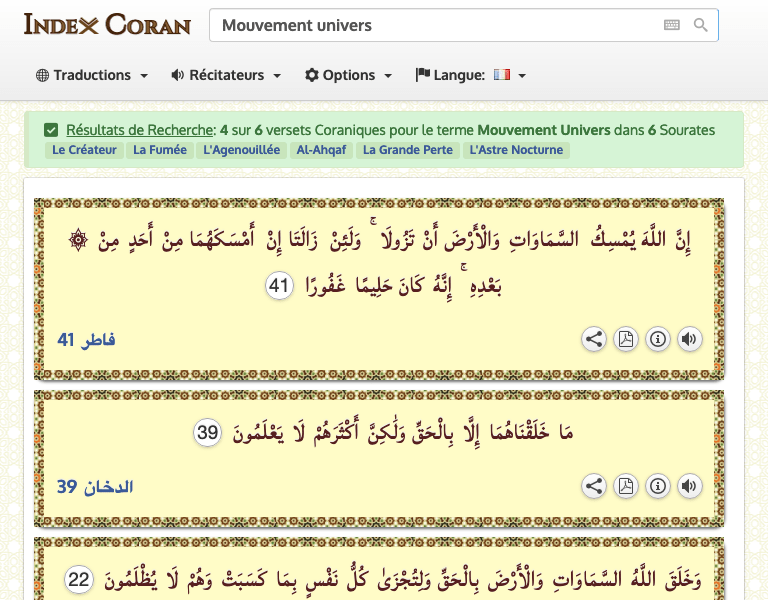 INDEX CORAN
Mouvement univers
Traductions Récitateurs Options Langue:
Résultats de Recherche: 4 sur 6 versets Coraniques pour le terme Mouvement Univers dans 6 Sourates
Le Créateur La Fumée L'Agenouillée Al-Ahqaf La Grande Perte L'Astre Nocturne
إِنَّ اللَّهَ يُمْسِكُ السَّمَاوَاتِ وَالْأَرْضَ أَنْ تَزُولَا ۚ وَلَئِنْ زَالَتَا إِنْ أَمْسَكَهُمَا مِنْ أَحَدٍ مِنْ ۞
بَعْدِهِ ۚ إِنَّهُ كَانَ حَلِيمًا غَفُورًا 41
فاطر 41
مَا خَلَقْنَاهُمَا إِلَّا بِالْحَقِّ وَلَٰكِنَّ أَكْثَرَهُمْ لَا يَعْلَمُونَ 39
الدخان 39
وَخَلَقَ اللَّهُ السَّمَاوَاتِ وَالْأَرْضَ بِالْحَقِّ وَلِتُجْزَىٰ كُلُّ نَفْسٍ بِمَا كَسَبَتْ وَهُمْ لَا يُظْلَمُونَ 22